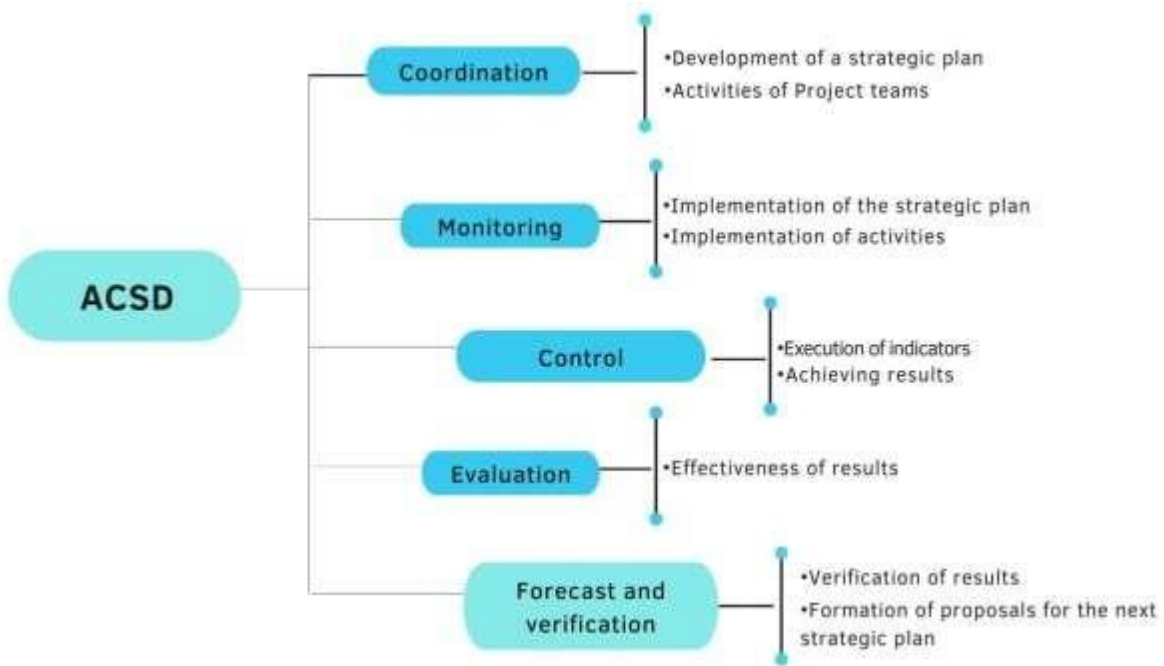 Coordination
•Development of a strategic plan
•Activities of Project teams
Monitoring
•Implementation of the strategic plan
•Implementation of activities
ACSD
Control
•Execution of indicators
•Achieving results
Evaluation
•Effectiveness of results
Forecast and
verification
•Verification of results
•Formation of proposals for the next
strategic plan